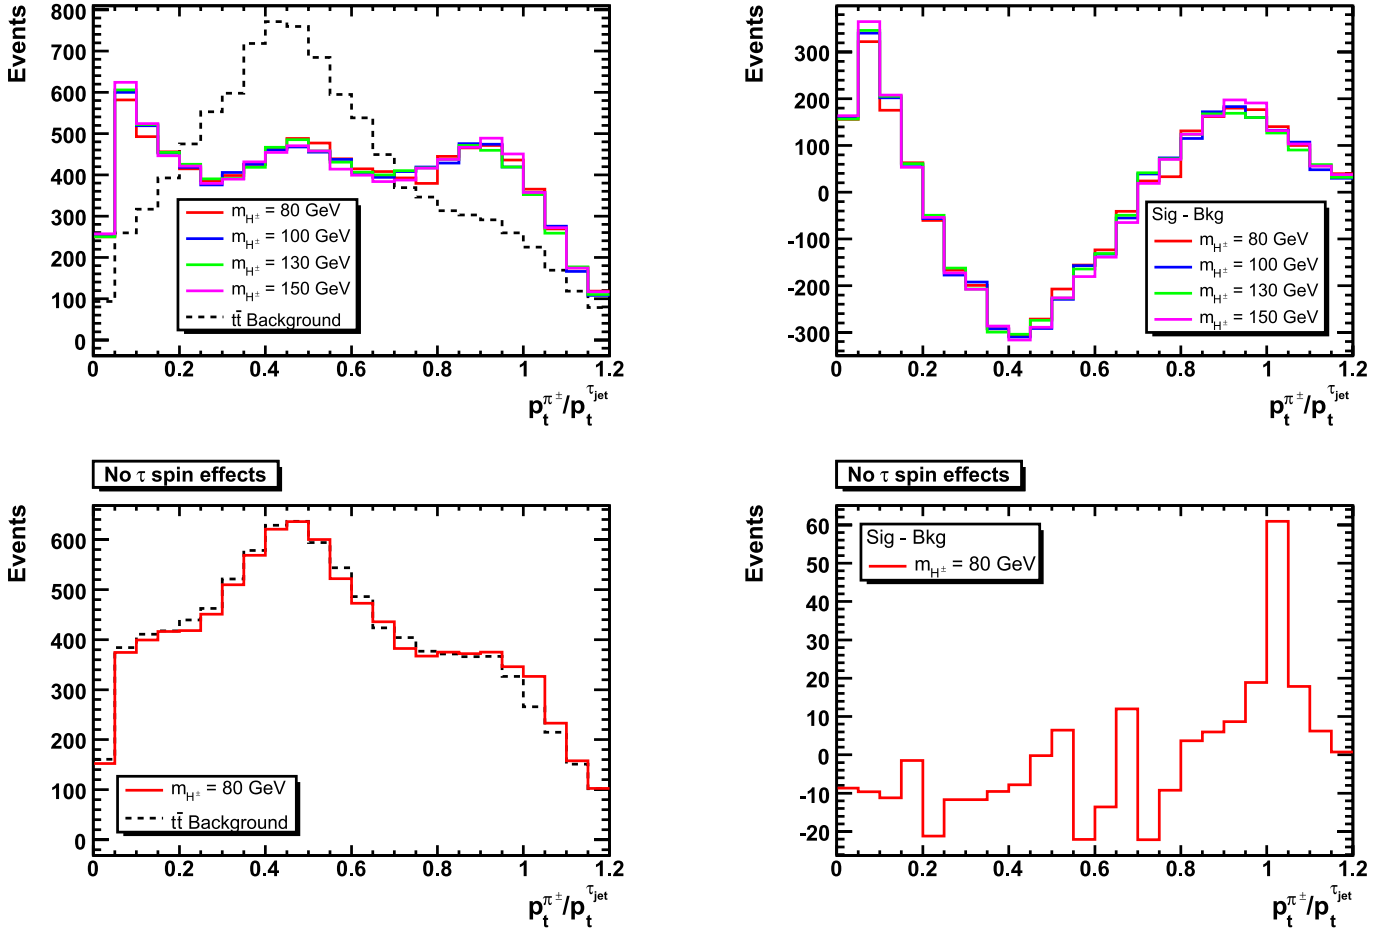 Events
800
700
600
500
400
300
200
100
0
m_H± = 80 GeV
m_H± = 100 GeV
m_H± = 130 GeV
m_H± = 150 GeV
tt̄ Background
0 0.2 0.4 0.6 0.8 1 1.2
p_t^π± / p_t^τjet
Events
300
200
100
0
-100
-200
-300
Sig - Bkg
m_H± = 80 GeV
m_H± = 100 GeV
m_H± = 130 GeV
m_H± = 150 GeV
0 0.2 0.4 0.6 0.8 1 1.2
p_t^π± / p_t^τjet
No τ spin effects
Events
600
500
400
300
200
100
0
m_H± = 80 GeV
tt̄ Background
0 0.2 0.4 0.6 0.8 1 1.2
p_t^π± / p_t^τjet
No τ spin effects
Events
60
50
40
30
20
10
0
-10
-20
Sig - Bkg
m_H± = 80 GeV
0 0.2 0.4 0.6 0.8 1 1.2
p_t^π± / p_t^τjet